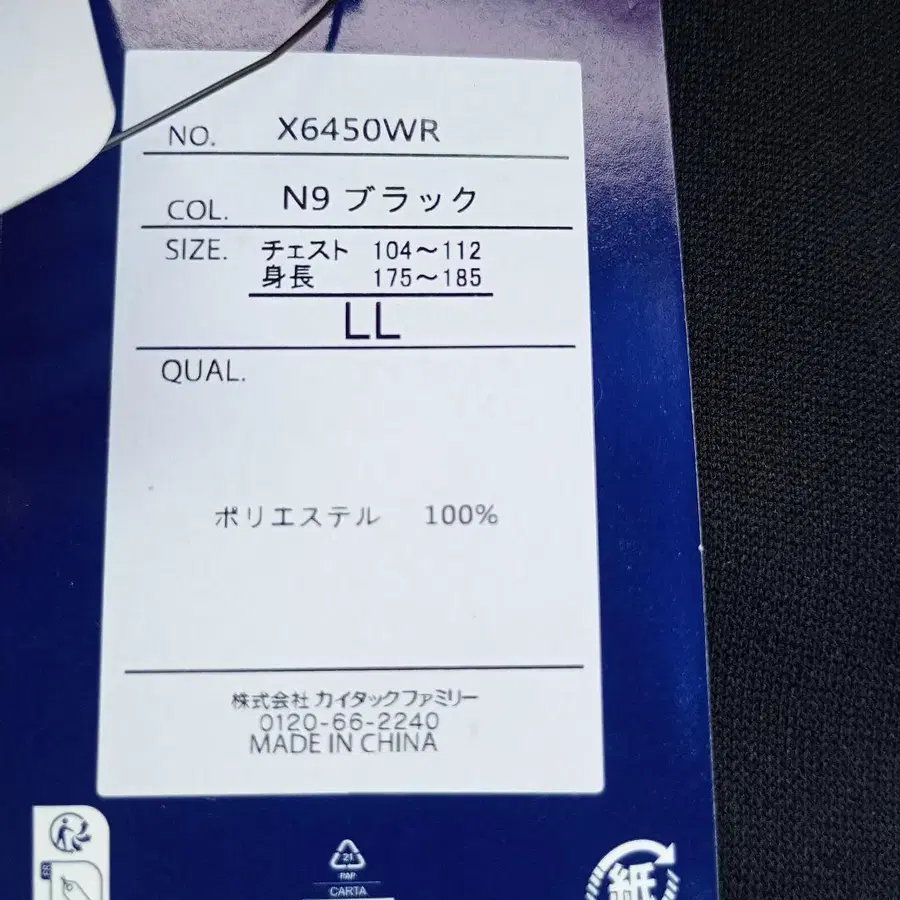 NO. X6450WR
COL. N9 ブラック
SIZE. チェスト 104～112
身長 175～185
LL
QUAL.
ポリエステル 100%
株式会社 カイタックファミリー
0120-66-2240
MADE IN CHINA
FR
21
PAP
CARTA
紙